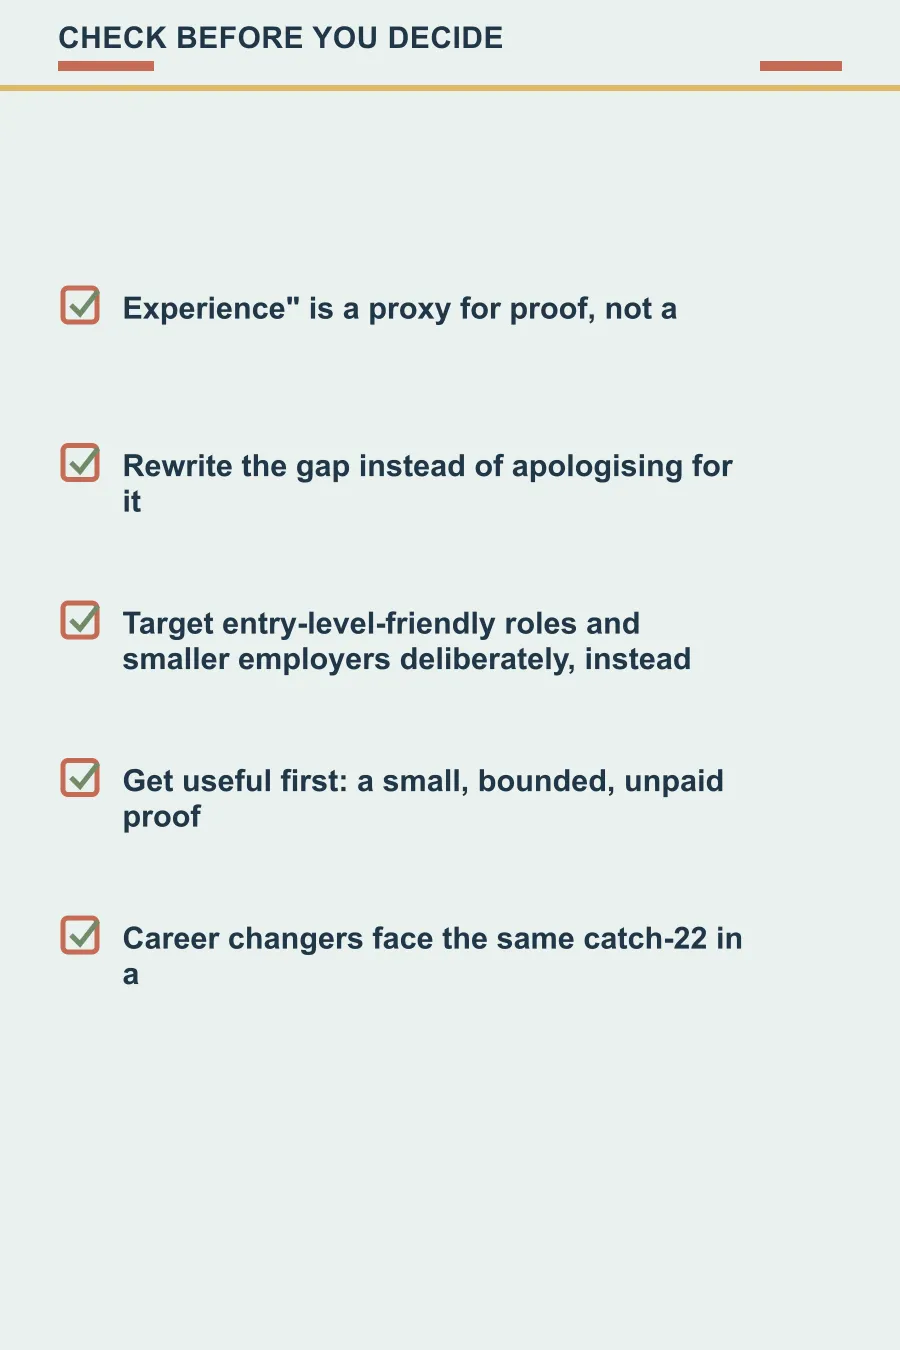 CHECK BEFORE YOU DECIDE
Experience" is a proxy for proof, not a
Rewrite the gap instead of apologising for
it
Target entry-level-friendly roles and
smaller employers deliberately, instead
Get useful first: a small, bounded, unpaid
proof
Career changers face the same catch-22 in
a